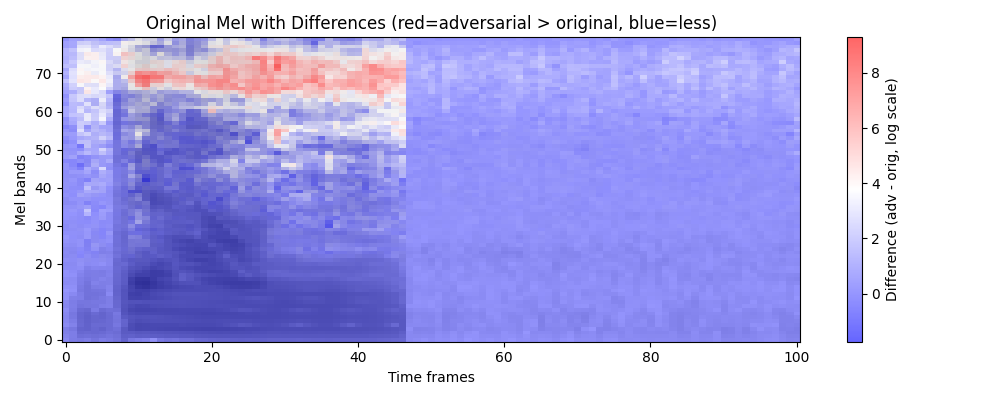 Original Mel with Differences (red=adversarial > original, blue=less)
Mel bands
70
60
50
40
30
20
10
0
0 20 40 60 80 100
Time frames
8
6
4
2
0
Difference (adv - orig, log scale)